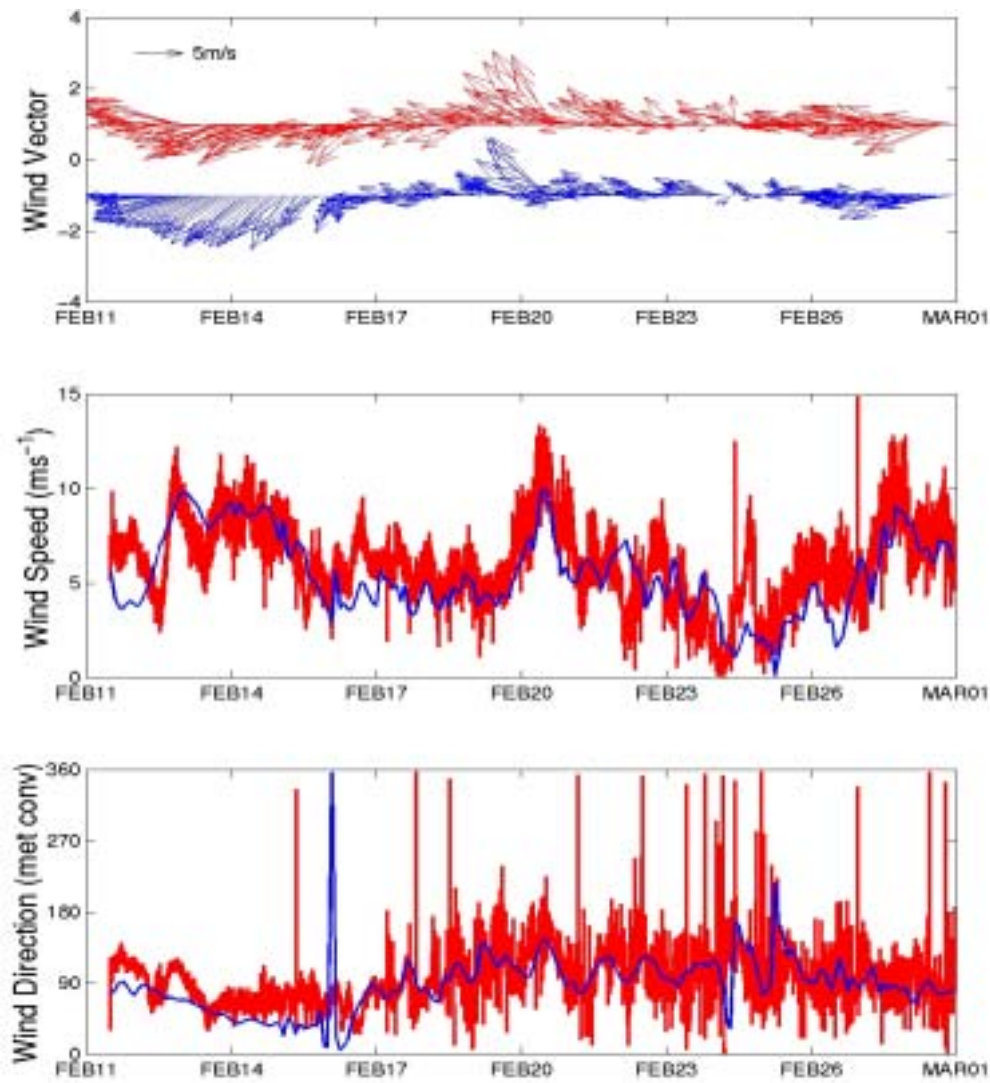 4
2
0
−2
−4
Wind Vector
5m/s
FEB11 FEB14 FEB17 FEB20 FEB23 FEB26 MAR01
15
10
5
0
Wind Speed (ms⁻¹)
FEB11 FEB14 FEB17 FEB20 FEB23 FEB26 MAR01
360
270
180
90
0
Wind Direction (met conv)
FEB11 FEB14 FEB17 FEB20 FEB23 FEB26 MAR01